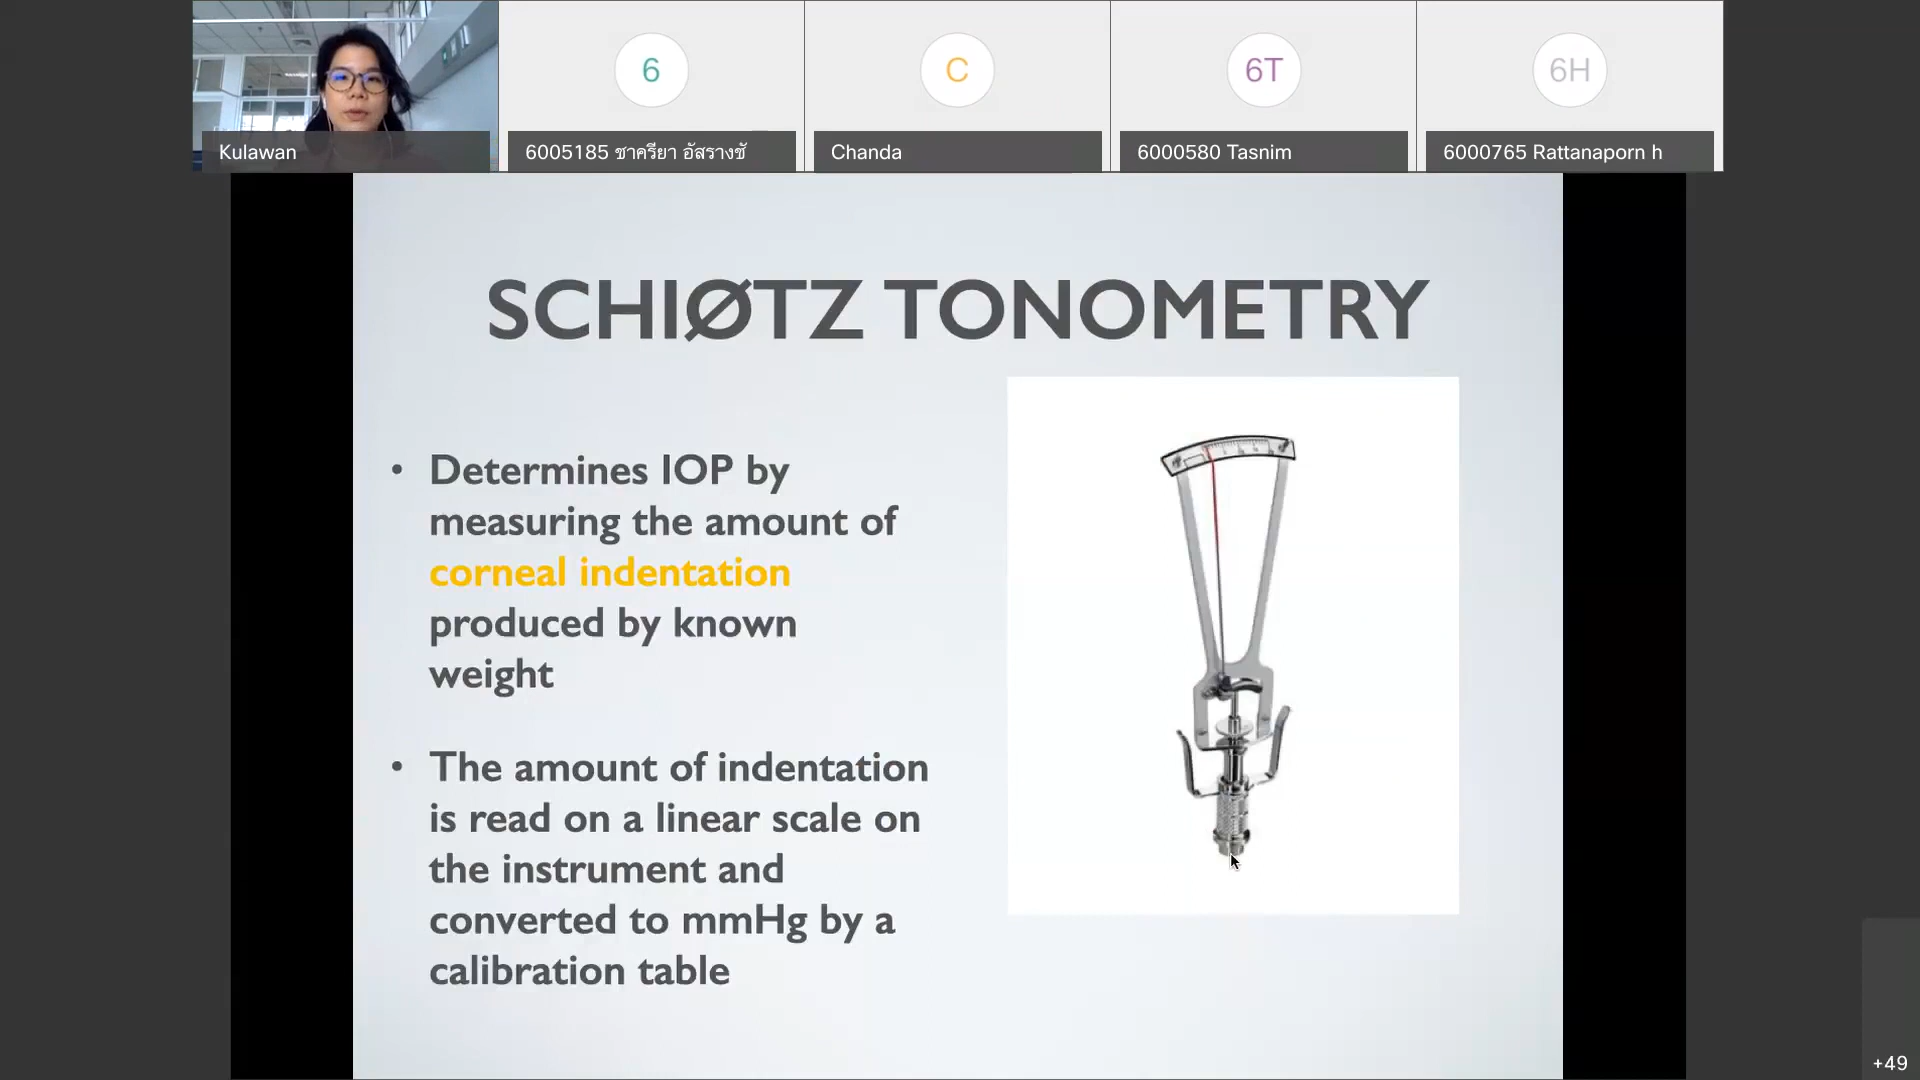 6
C
6T
6H
Kulawan
6005185 ชาครียา อัสรางชั
Chanda
6000580 Tasnim
6000765 Rattanaporn h
SCHIØTZ TONOMETRY
• Determines IOP by
measuring the amount of
corneal indentation
produced by known
weight
• The amount of indentation
is read on a linear scale on
the instrument and
converted to mmHg by a
calibration table
+49